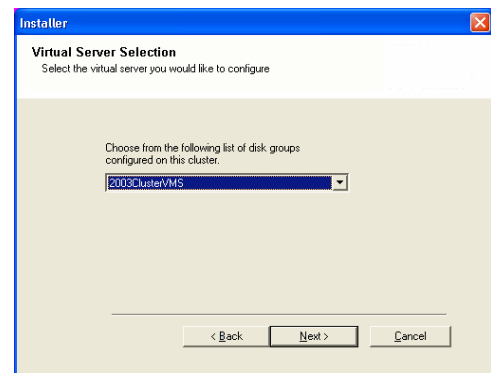 Installer
Virtual Server Selection
Select the virtual server you would like to configure
Choose from the following list of disk groups
configured on this cluster.
2003ClusterVMS
< Back
Next >
Cancel